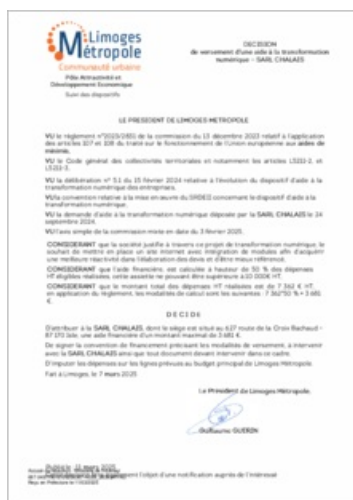 Limoges
Métropole
Communauté urbaine
Pôle Attractivité et
Développement Economique
Suivi des dispositifs
DECISION
de versement d'une aide à la transformation
numérique – SARL CHALAIS
LE PRESIDENT DE LIMOGES METROPOLE
VU le règlement n°2023/2831 de la commission du 13 décembre 2023 relatif à l'application
des articles 107 et 108 du traité sur le fonctionnement de l'Union européenne aux aides de
minimis.
VU le Code général des collectivités territoriales et notamment les articles L5211-2, et
L5211-3.
VU la délibération n° 5.1 du 15 février 2024 relative à l'évolution du dispositif d'aide à la
transformation numérique des entreprises.
VU la convention relative à la mise en œuvre du SRDEII concernant le dispositif d'aide à la
transformation numérique.
VU la demande d'aide à la transformation numérique déposée par la SARL CHALAIS le 24
septembre 2024.
VU l'avis simple de la commission mixte en date du 3 février 2025.
CONSIDERANT que la société justifie à travers ce projet de transformation numérique, le
souhait de mettre en place un site internet avec intégration de modules afin d'acquérir
une meilleure réactivité dans l'élaboration des devis et d'être mieux référencé.
CONSIDERANT que l'aide financière, est calculée à hauteur de 50 % des dépenses
HT éligibles réalisées, cette assiette ne pouvant être supérieure à 10 000€ HT.
CONSIDERANT que le montant total des dépenses HT réalisées est de 7 362 € HT,
en application du règlement, les modalités de calcul sont les suivantes : 7 362*50 % = 3 681
€.
DECIDE
D'attribuer à la SARL CHALAIS, dont le siège est situé au 627 route de la Croix Bachaud -
87 170 Isle, une aide financière d'un montant maximal de 3 681 €.
De signer la convention de financement précisant les modalités de versement, à intervenir
avec la SARL CHALAIS ainsi que tout document devant intervenir dans ce cadre.
D'imputer les dépenses sur les lignes prévues au budget principal de Limoges Métropole.
Fait à Limoges, le 7 mars 2025
Le Président de Limoges Métropole,
Guillaume GUERIN
Publié le 11 mars 2025
l'objet d'une notification auprès de l'intéressé